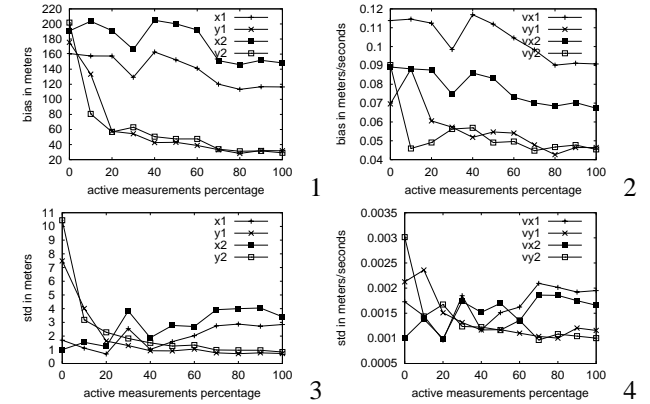 bias in meters
220
200
180
160
140
120
100
80
60
40
20
x1
y1
x2
y2
0 20 40 60 80 100
active measurements percentage
1
bias in meters/seconds
0.12
0.11
0.1
0.09
0.08
0.07
0.06
0.05
0.04
vx1
vy1
vx2
vy2
0 20 40 60 80 100
active measurements percentage
2
std in meters
11
10
9
8
7
6
5
4
3
2
1
0
x1
y1
x2
y2
0 20 40 60 80 100
active measurements percentage
3
std in meters/seconds
0.0035
0.003
0.0025
0.002
0.0015
0.001
0.0005
vx1
vy1
vx2
vy2
0 20 40 60 80 100
active measurements percentage
4